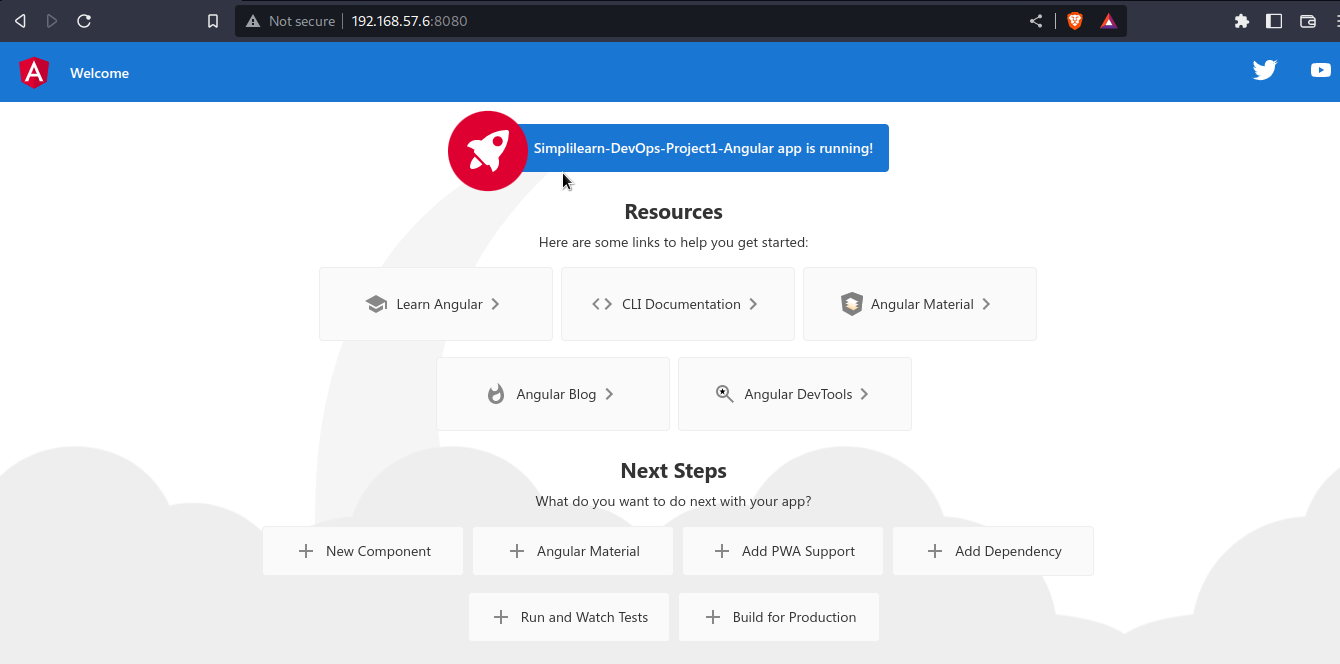 Not secure 192.168.57.6:8080
Welcome
Simplilearn-DevOps-Project1-Angular app is running!
Resources
Here are some links to help you get started:
Learn Angular
CLI Documentation
Angular Material
Angular Blog
Angular DevTools
Next Steps
What do you want to do next with your app?
New Component
Angular Material
Add PWA Support
Add Dependency
Run and Watch Tests
Build for Production